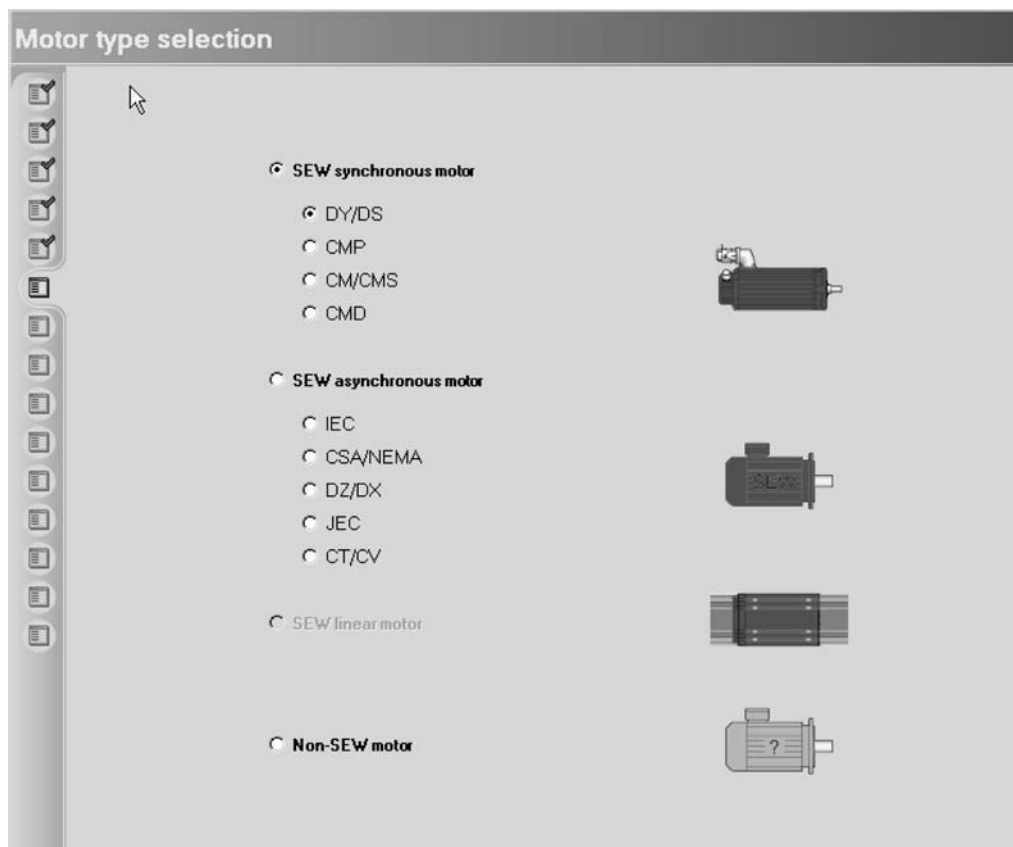 Motor type selection
SEW synchronous motor
DY/DS
CMP
CM/CMS
CMD
SEW asynchronous motor
IEC
CSA/NEMA
DZ/DX
JEC
CT/CV
SEW
SEW linear motor
Non-SEW motor
?